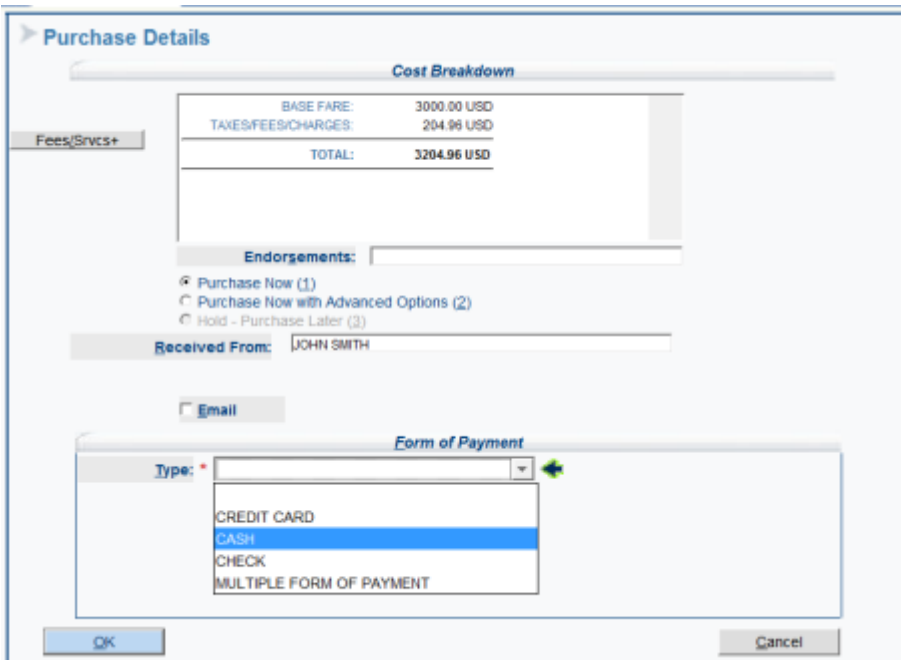 Purchase Details
Cost Breakdown
BASE FARE: 3000.00 USD
TAXES/FEES/CHARGES: 204.96 USD
Fees/Srvcs+
TOTAL: 3204.96 USD
Endorsements:
Purchase Now (1)
Purchase Now with Advanced Options (2)
Hold - Purchase Later (3)
Received From: JOHN SMITH
Email
Form of Payment
Type: *
CREDIT CARD
CASH
CHECK
MULTIPLE FORM OF PAYMENT
OK Cancel